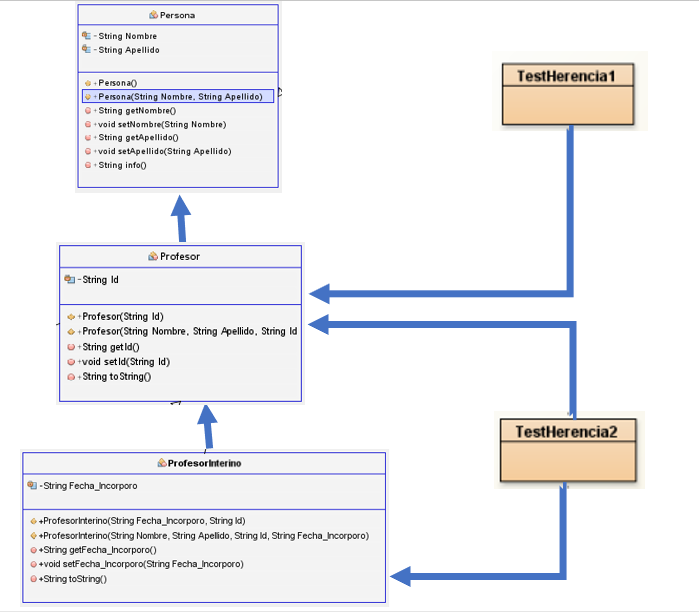 Persona
- String Nombre
- String Apellido
+ Persona()
+ Persona(String Nombre, String Apellido)
+ String getNombre()
+ void setNombre(String Nombre)
+ String getApellido()
+ void setApellido(String Apellido)
+ String info()
TestHerencia1
Profesor
- String Id
+ Profesor(String Id)
+ Profesor(String Nombre, String Apellido, String Id
+ String getId()
+ void setId(String Id)
+ String toString()
TestHerencia2
ProfesorInterino
- String Fecha_Incorporo
+ProfesorInterino(String Fecha_Incorporo, String Id)
+ProfesorInterino(String Nombre, String Apellido, String Id, String Fecha_Incorporo)
+String getFecha_Incorporo()
+void setFecha_Incorporo(String Fecha_Incorporo)
+String toString()